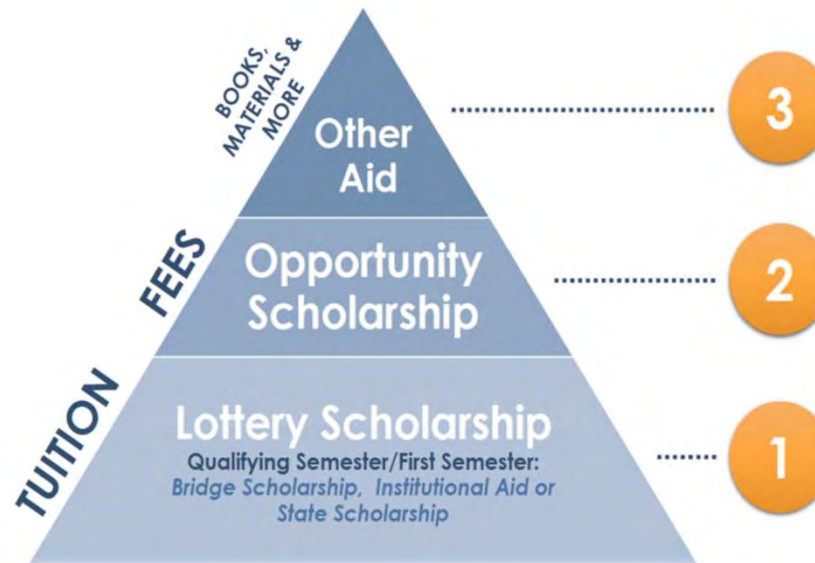 BOOKS,
MATERIALS &
MORE
Other
Aid
3
FEES
Opportunity
Scholarship
2
TUITION
Lottery Scholarship
Qualifying Semester/First Semester:
Bridge Scholarship, Institutional Aid or
State Scholarship
1